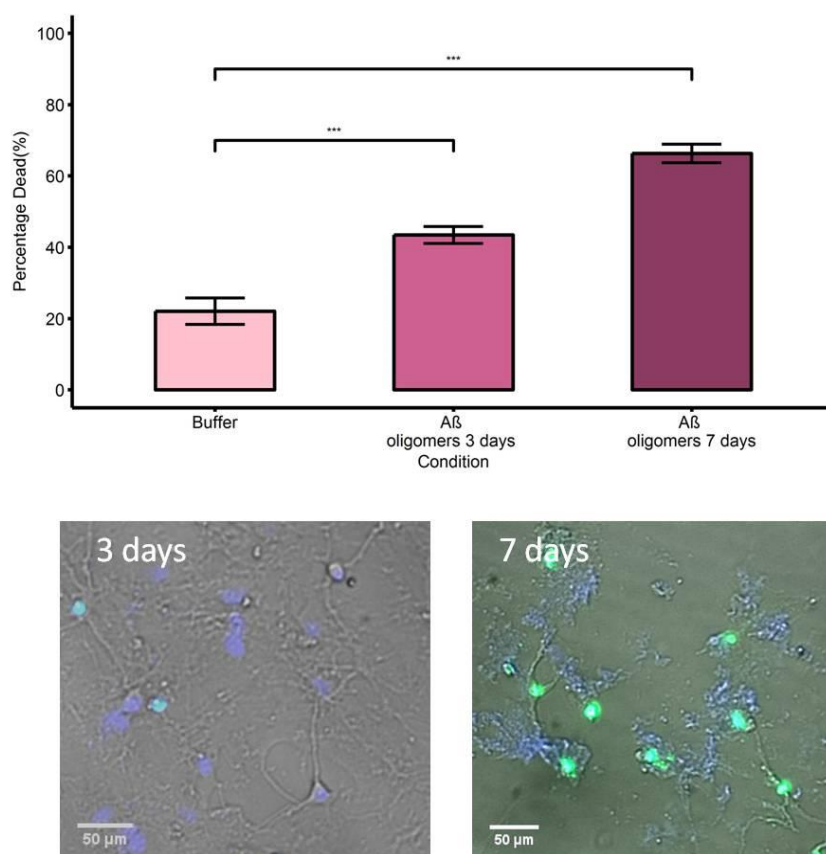 100
80
60
40
20
0
Percentage Dead(%)
***
***
Buffer
Aß
oligomers 3 days
Aß
oligomers 7 days
Condition
3 days
7 days
50 µm
50 µm